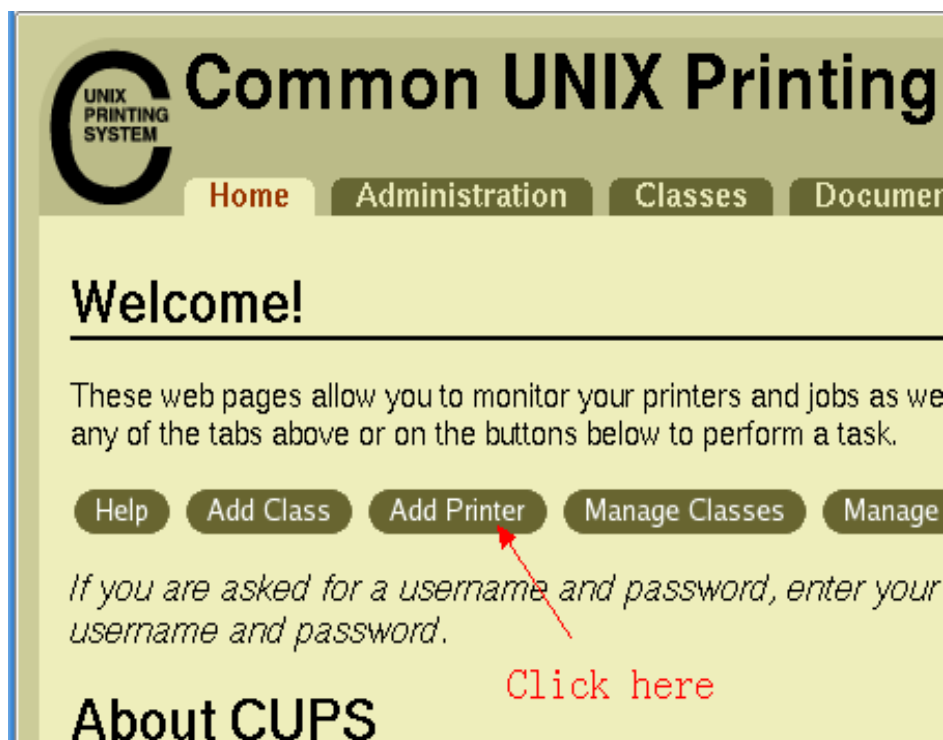 UNIX
PRINTING
SYSTEM
Common UNIX Printing
Home Administration Classes Documen
Welcome!
These web pages allow you to monitor your printers and jobs as we
any of the tabs above or on the buttons below to perform a task.
Help Add Class Add Printer Manage Classes Manage
If you are asked for a username and password, enter your
username and password.
Click here
About CUPS